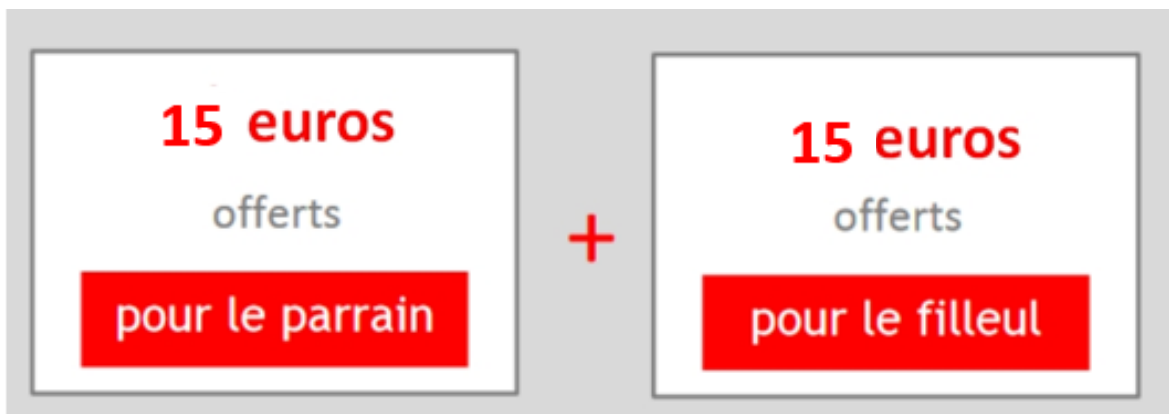 15 euros
offerts
pour le parrain
+
15 euros
offerts
pour le filleul